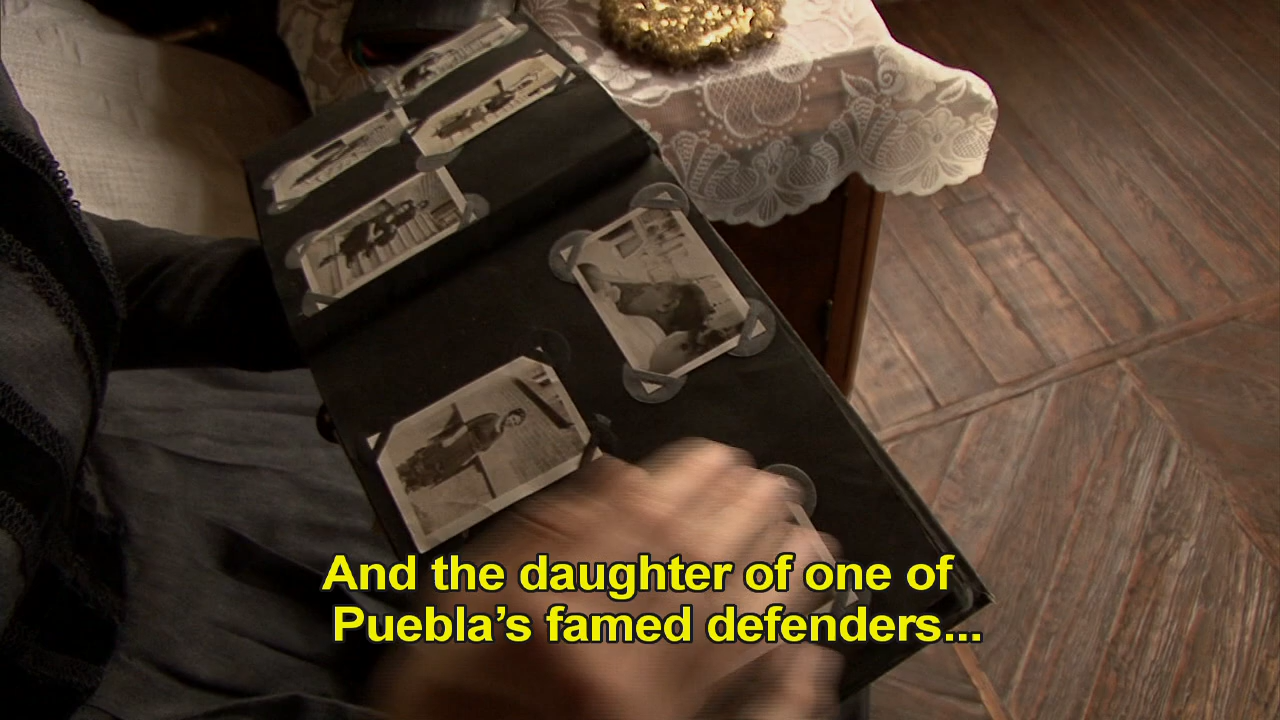 And the daughter of one of
Puebla’s famed defenders...